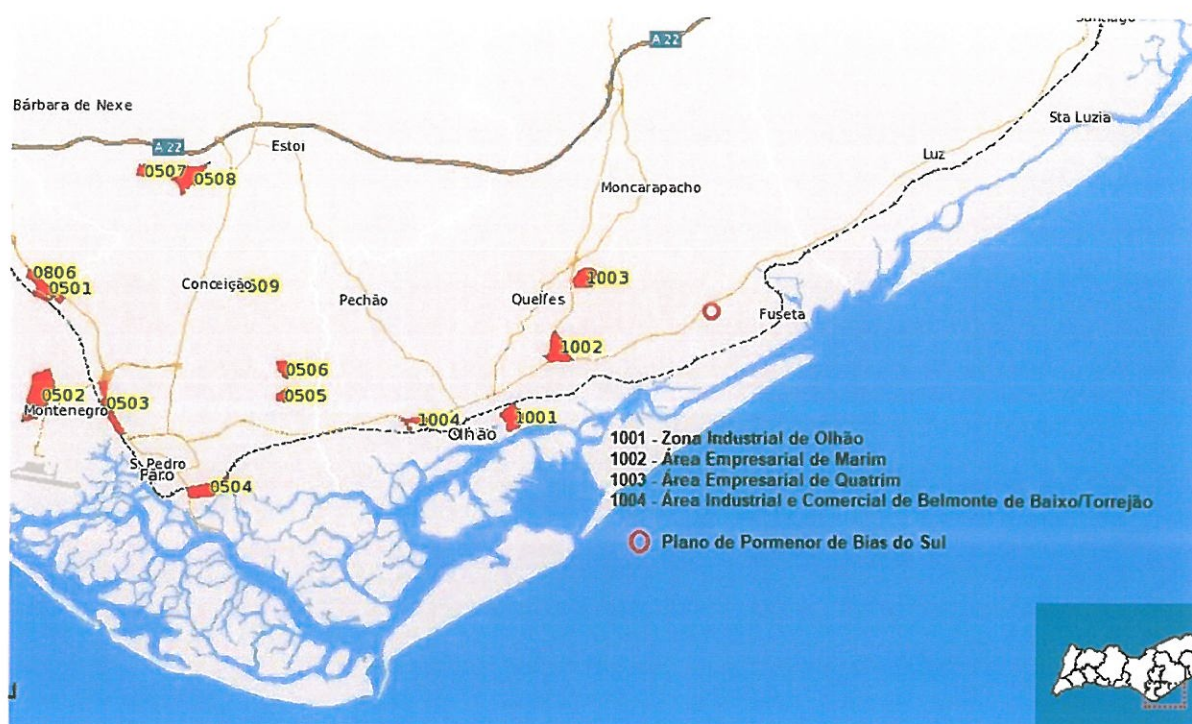 Santiago
A 22
Bárbara de Nexe
Sta Luzia
A 22
Estoi
Luz
0507
0508
Moncarapacho
0806
0501
Conceição
509
Pechão
Quelfes
1003
Fuseta
1002
0506
0502
0503
0505
Montenegro
1004
1001
Olhão
S. Pedro
Faro
0504
1001 - Zona Industrial de Olhão
1002 - Área Empresarial de Marim
1003 - Área Empresarial de Quatrim
1004 - Área Industrial e Comercial de Belmonte de Baixo/Torrejão
Plano de Pormenor de Bias do Sul